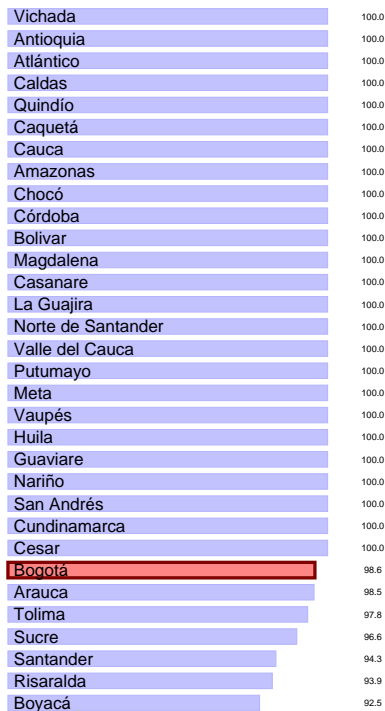 Vichada 100.0
Antioquia 100.0
Atlántico 100.0
Caldas 100.0
Quindío 100.0
Caquetá 100.0
Cauca 100.0
Amazonas 100.0
Chocó 100.0
Córdoba 100.0
Bolivar 100.0
Magdalena 100.0
Casanare 100.0
La Guajira 100.0
Norte de Santander 100.0
Valle del Cauca 100.0
Putumayo 100.0
Meta 100.0
Vaupés 100.0
Huila 100.0
Guaviare 100.0
Nariño 100.0
San Andrés 100.0
Cundinamarca 100.0
Cesar 100.0
Bogotá 98.6
Arauca 98.5
Tolima 97.8
Sucre 96.6
Santander 94.3
Risaralda 93.9
Boyacá 92.5